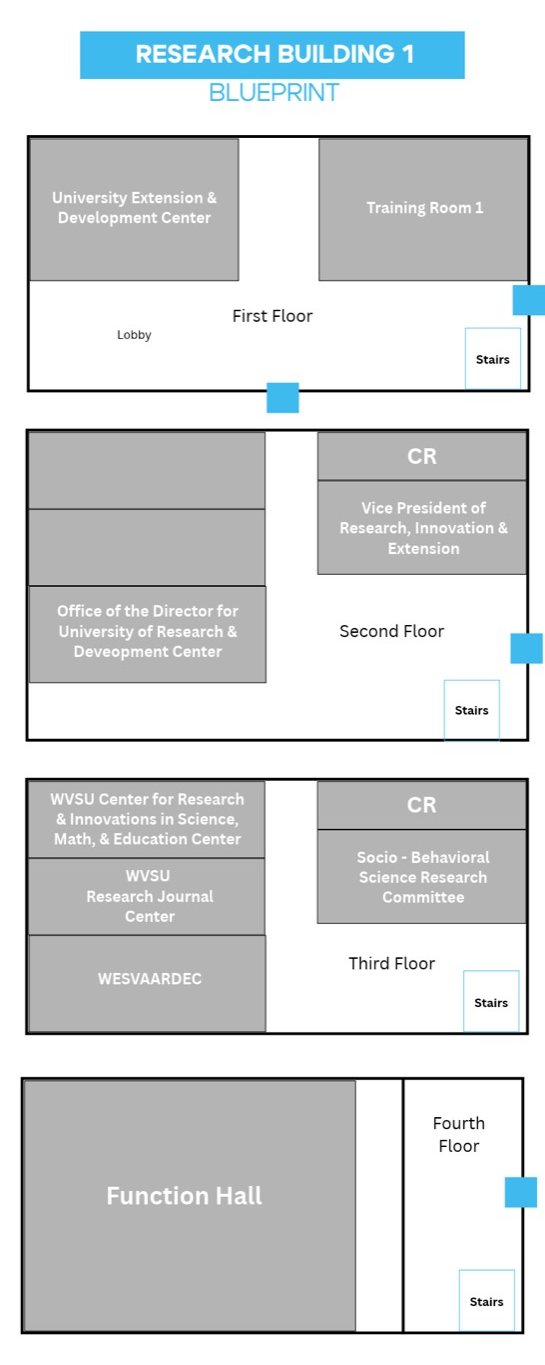 RESEARCH BUILDING 1
BLUEPRINT
University Extension &
Development Center
Training Room 1
First Floor
Lobby
Stairs
CR
Vice President of
Research, Innovation &
Extension
Office of the Director for
University of Research &
Deveopment Center
Second Floor
Stairs
WVSU Center for Research
& Innovations in Science,
Math, & Education Center
CR
WVSU
Research Journal
Center
Socio - Behavioral
Science Research
Committee
WESVAARDEC
Third Floor
Stairs
Fourth
Floor
Function Hall
Stairs